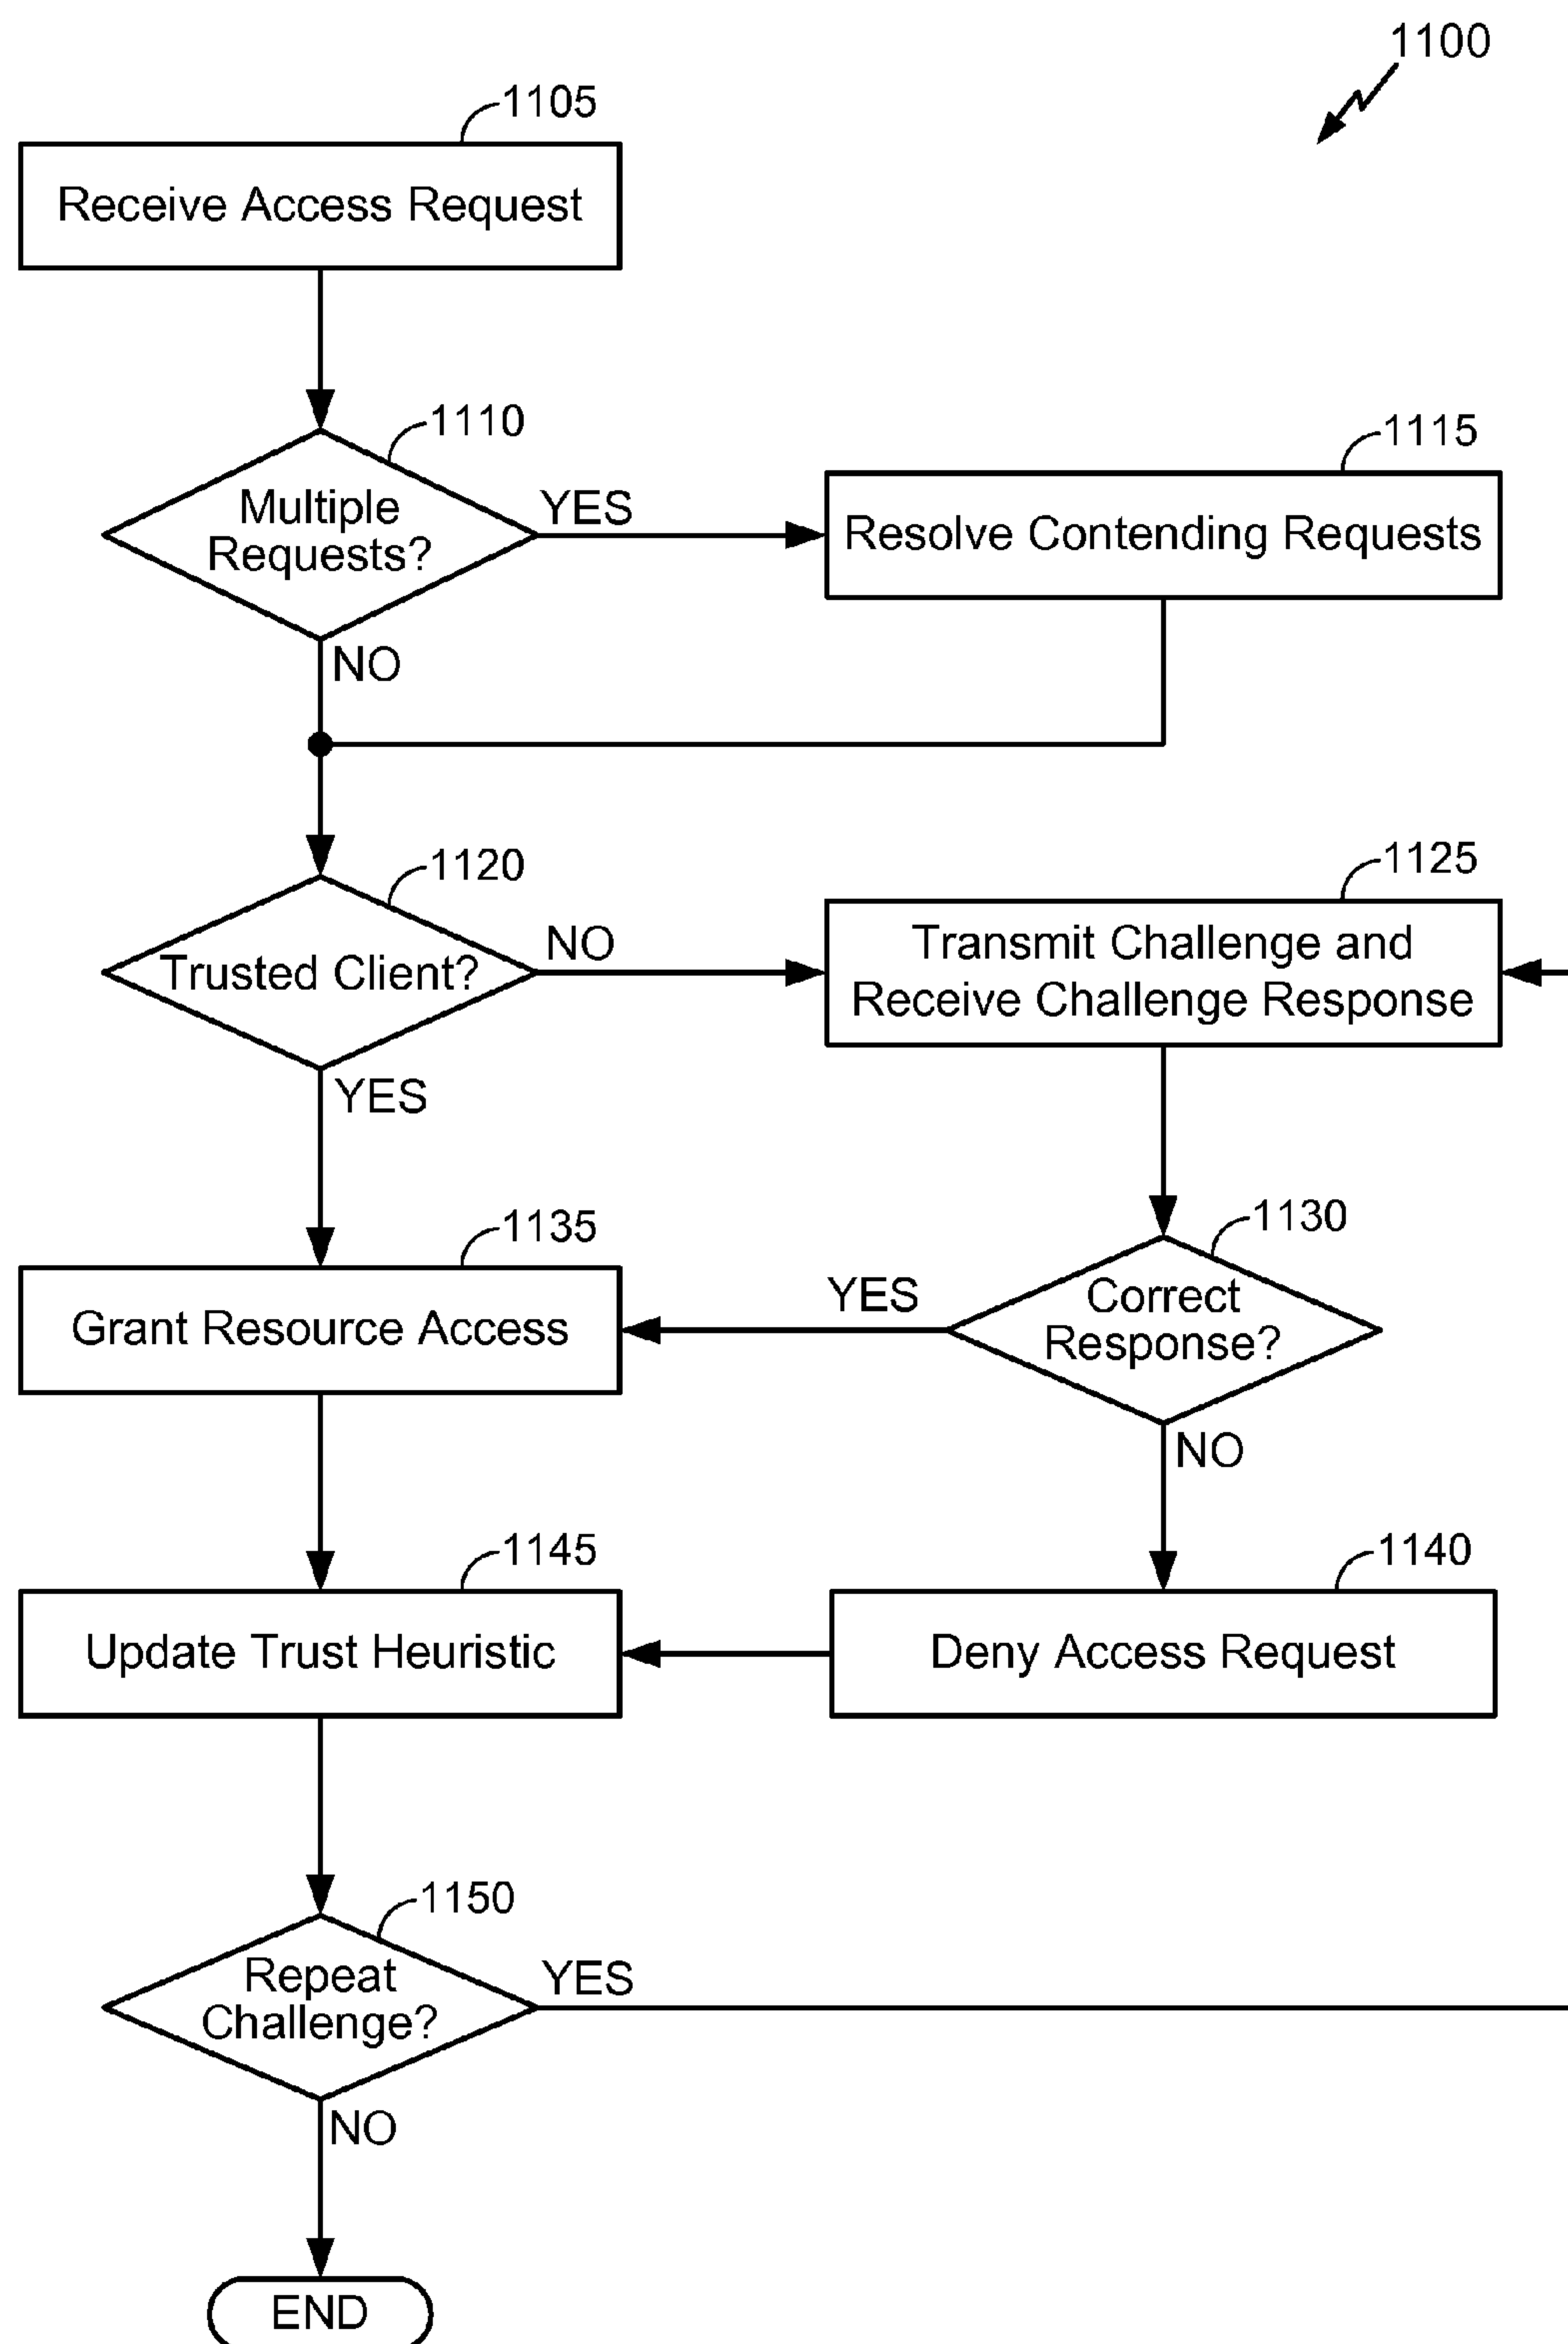 1100
1105
Receive Access Request
1110
Multiple
Requests?
YES
NO
1115
Resolve Contending Requests
1120
Trusted Client?
NO
YES
1125
Transmit Challenge and
Receive Challenge Response
1130
Correct
Response?
YES
NO
1135
Grant Resource Access
1140
Deny Access Request
1145
Update Trust Heuristic
1150
Repeat
Challenge?
YES
NO
END